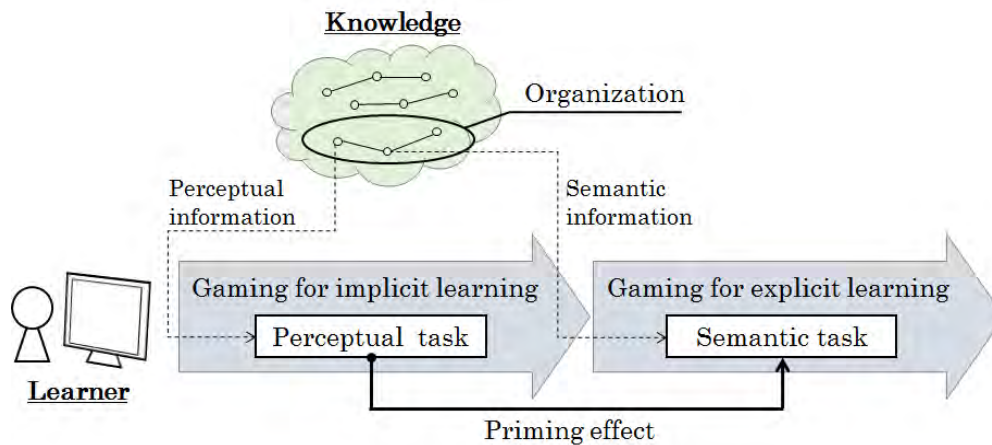 Knowledge
Organization
Perceptual
information
Semantic
information
Gaming for implicit learning
Gaming for explicit learning
Perceptual task
Semantic task
Learner
Priming effect